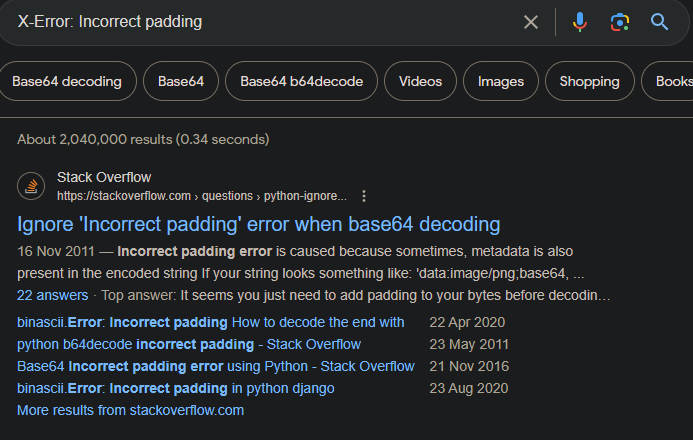 X-Error: Incorrect padding
Base64 decoding
Base64
Base64 b64decode
Videos
Images
Shopping
Books
About 2,040,000 results (0.34 seconds)
Stack Overflow
https://stackoverflow.com › questions › python-ignore...
Ignore 'Incorrect padding' error when base64 decoding
16 Nov 2011 — Incorrect padding error is caused because sometimes, metadata is also
present in the encoded string If your string looks something like: 'data:image/png;base64, ...
22 answers · Top answer: It seems you just need to add padding to your bytes before decodin...
binascii.Error: Incorrect padding How to decode the end with 22 Apr 2020
python b64decode incorrect padding - Stack Overflow 23 May 2011
Base64 Incorrect padding error using Python - Stack Overflow 21 Nov 2016
binascii.Error: Incorrect padding in python django 23 Aug 2020
More results from stackoverflow.com